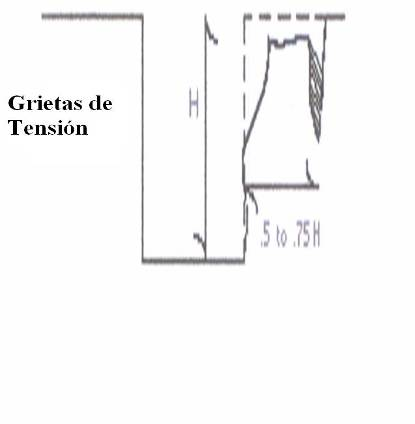 Grietas de
Tensión
H
.5 to .75 H